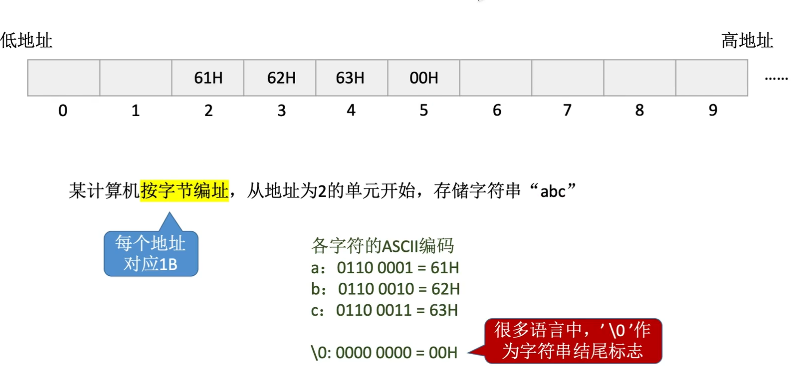 低地址 高地址
61H 62H 63H 00H ......
0 1 2 3 4 5 6 7 8 9
某计算机按字节编址，从地址为2的单元开始，存储字符串“abc”
每个地址
对应1B
各字符的ASCII编码
a：0110 0001 = 61H
b：0110 0010 = 62H
c：0110 0011 = 63H
\0: 0000 0000 = 00H
很多语言中，’\0’作
为字符串结尾标志